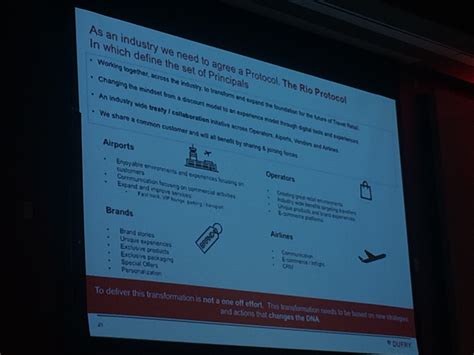 As an industry we need to agree a Protocol. The Rio Protocol
In which define the set of Principals
Working together, across the industry, to transform and expand the foundation for the future of Travel Retail.
Changing the mindset from a discount model to an experience model through digital tools and experiences
An industry wide treaty / collaboration initiative across Operators, Airports, Vendors and Airlines.
We share a common customer and will all benefit by sharing & joining forces
Airports
Enjoyable environments and experiences focusing on
customers
Communication focusing on commercial activities
Expand and improve services:
Fast track, VIP lounge, parking, transport
Operators
Creating great retail environments
Industry wide benefits targeting travelers
Unique products and brand experiences
E-commerce platforms
Brands
Brand stories
Unique experiences
Exclusive products
Exclusive packaging
Special Offers
Personalization
BRAND
Airlines
Communication
E-commerce / inflight
CRM
To deliver this transformation is not a one off effort. This transformation needs to be based on new strategies
and actions that changes the DNA.
DUFRY